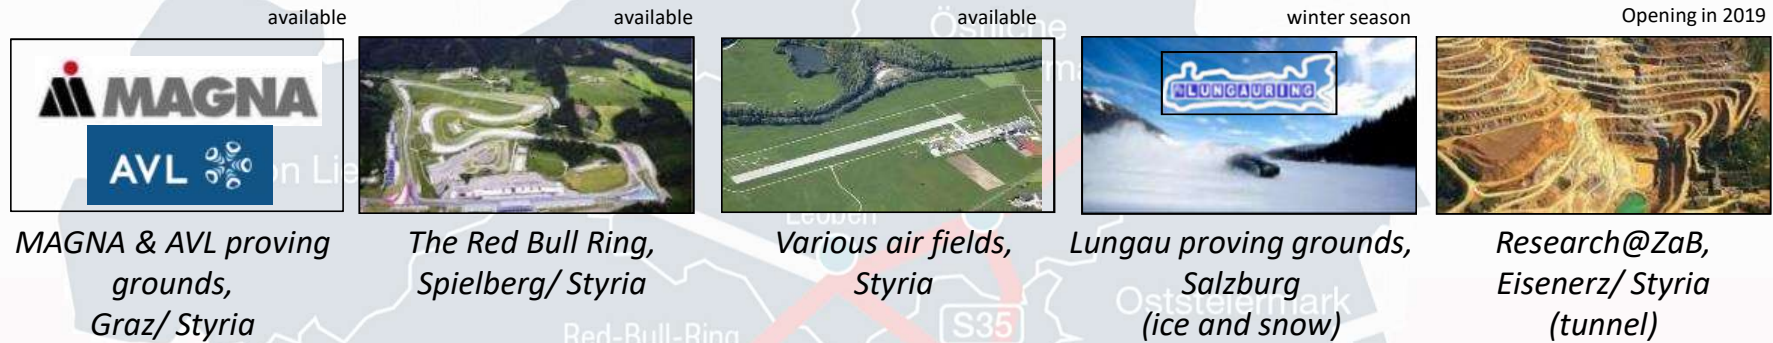 available
available
available
winter season
Opening in 2019
MAGNA
AVL
LUNGAURING
MAGNA & AVL proving
grounds,
Graz/ Styria
The Red Bull Ring,
Spielberg/ Styria
Various air fields,
Styria
Lungau proving grounds,
Salzburg
(ice and snow)
Research@ZaB,
Eisenerz/ Styria
(tunnel)
on Lie
Leoben
Oststeiermark
S35
Red-Bull-Ring